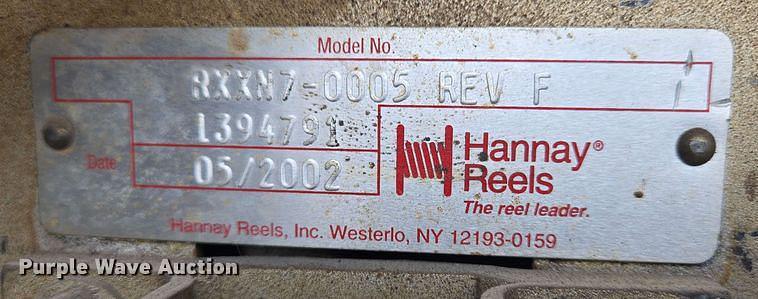 Model No.
RXXN7-0005 REV F
1394791
Date 05/2002
Hannay®
Reels
The reel leader.
Hannay Reels, Inc. Westerlo, NY 12193-0159
Purple Wave Auction